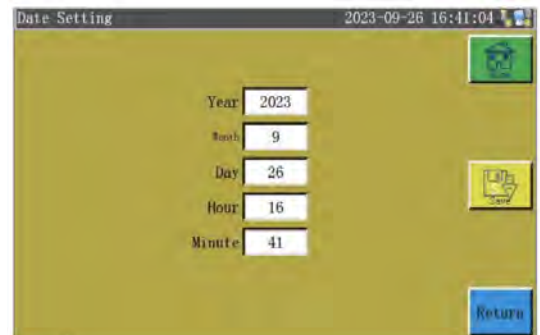 Date Setting 2023-09-26 16:41:04
Year 2023
Month 9
Day 26
Hour 16
Minute 41
Save
Return